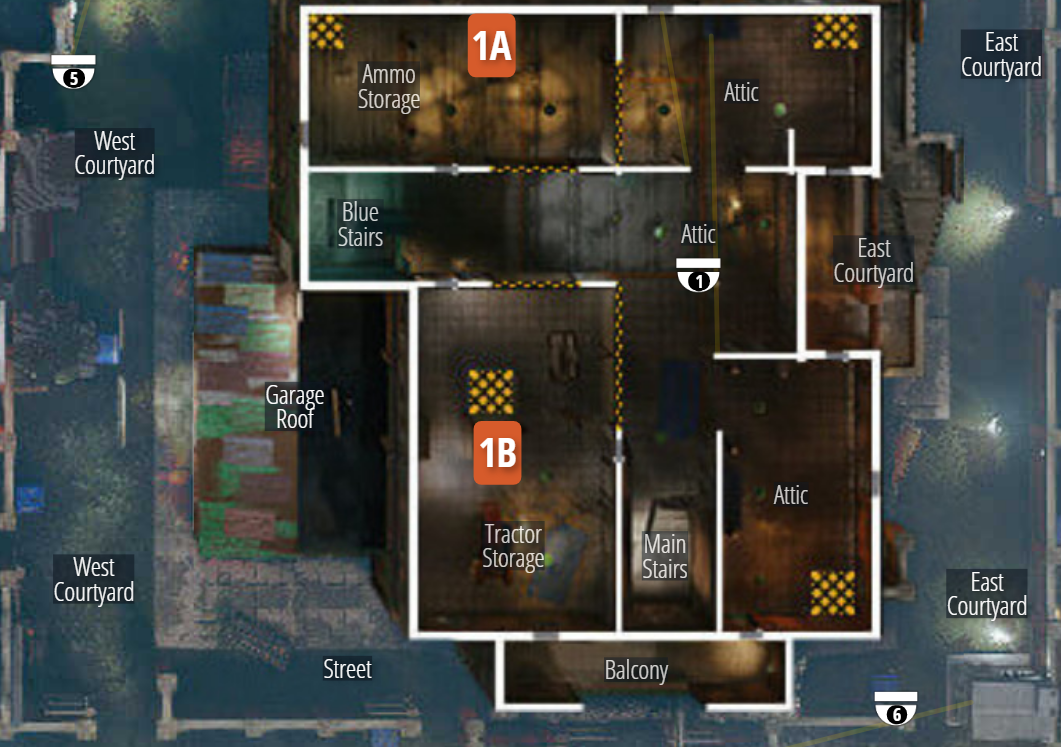 1A
East
Courtyard
Ammo
Storage
Attic
5
West
Courtyard
Blue
Stairs
Attic
East
Courtyard
1
Garage
Roof
1B
Attic
Tractor
Storage
Main
Stairs
West
Courtyard
East
Courtyard
Street
Balcony
6